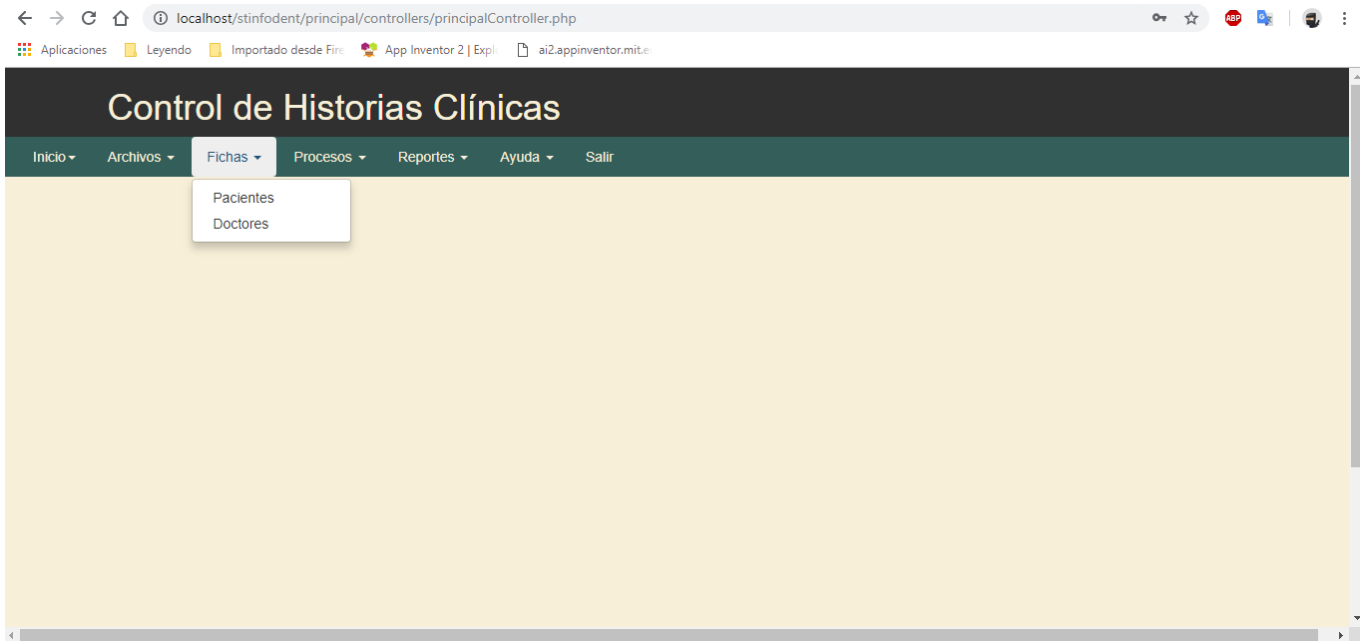 localhost/stinfodent/principal/controllers/principalController.php
ABP
Aplicaciones Leyendo Importado desde Fire App Inventor 2 | Explo ai2.appinventor.mit.e
Control de Historias Clínicas
Inicio Archivos Fichas Procesos Reportes Ayuda Salir
Pacientes
Doctores